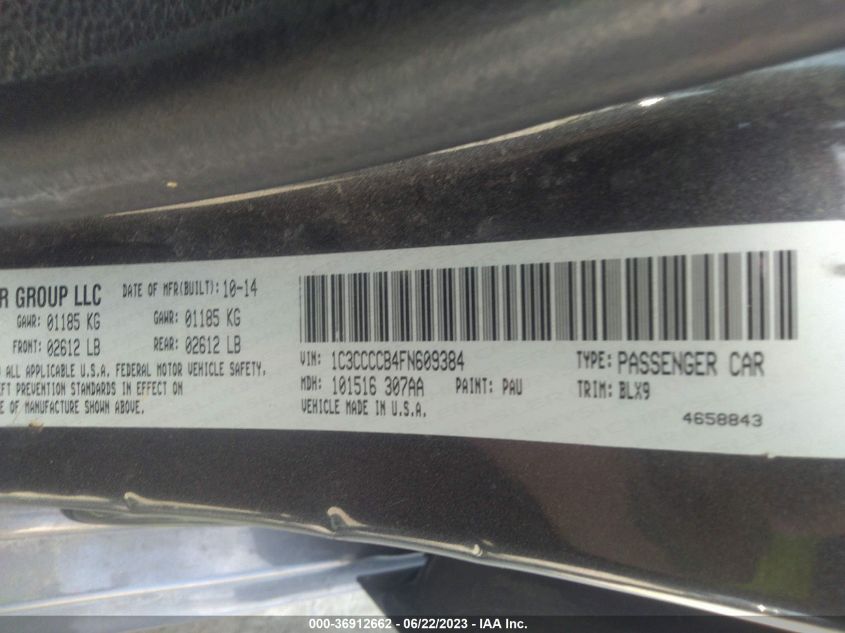 R GROUP LLC DATE OF MFR(BUILT): 10-14
GAWR: 01185 KG GAWR: 01185 KG
FRONT: 02612 LB REAR: 02612 LB
ALL APPLICABLE U.S.A. FEDERAL MOTOR VEHICLE SAFETY,
EFT PREVENTION STANDARDS IN EFFECT ON
E OF MANUFACTURE SHOWN ABOVE.
VIN: 1C3CCCCB4FN609384 TYPE: PASSENGER CAR
MDH: 101516 307AA PAINT: PAU TRIM: BLX9
VEHICLE MADE IN U.S.A. 4658843
000-36912662 - 06/22/2023 - © IAA Inc.